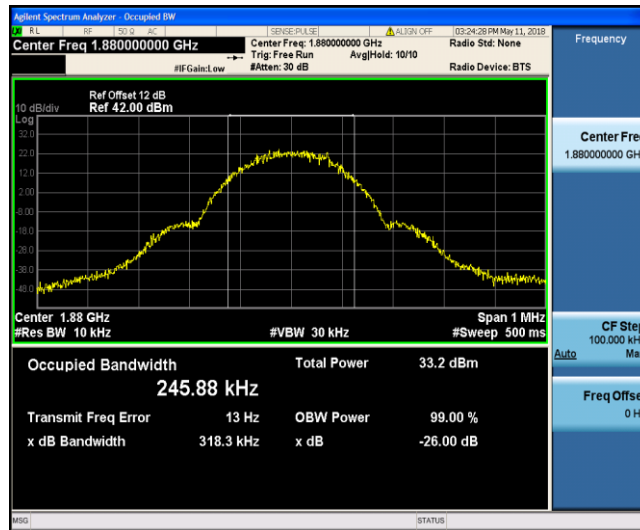 Agilent Spectrum Analyzer - Occupied BW
RL RF 50 Ω AC SENSE:PULSE ALIGN OFF 03:24:28 PM May 11, 2018
Center Freq 1.880000000 GHz
Center Freq: 1.880000000 GHz
Radio Std: None
Trig: Free Run Avg|Hold: 10/10
#IFGain:Low #Atten: 30 dB Radio Device: BTS
Ref Offset 12 dB
10 dB/div Ref 42.00 dBm
Log
32.0
22.0
12.0
2.00
-8.00
-18.0
-28.0
-38.0
-48.0
Center 1.88 GHz Span 1 MHz
#Res BW 10 kHz #VBW 30 kHz #Sweep 500 ms
Occupied Bandwidth Total Power 33.2 dBm
245.88 kHz
Transmit Freq Error 13 Hz OBW Power 99.00 %
x dB Bandwidth 318.3 kHz x dB -26.00 dB
MSG STATUS
Frequency
Center Fre
1.880000000 GH
CF Step
100.000 kH
Auto Ma
Freq Offse
0 H